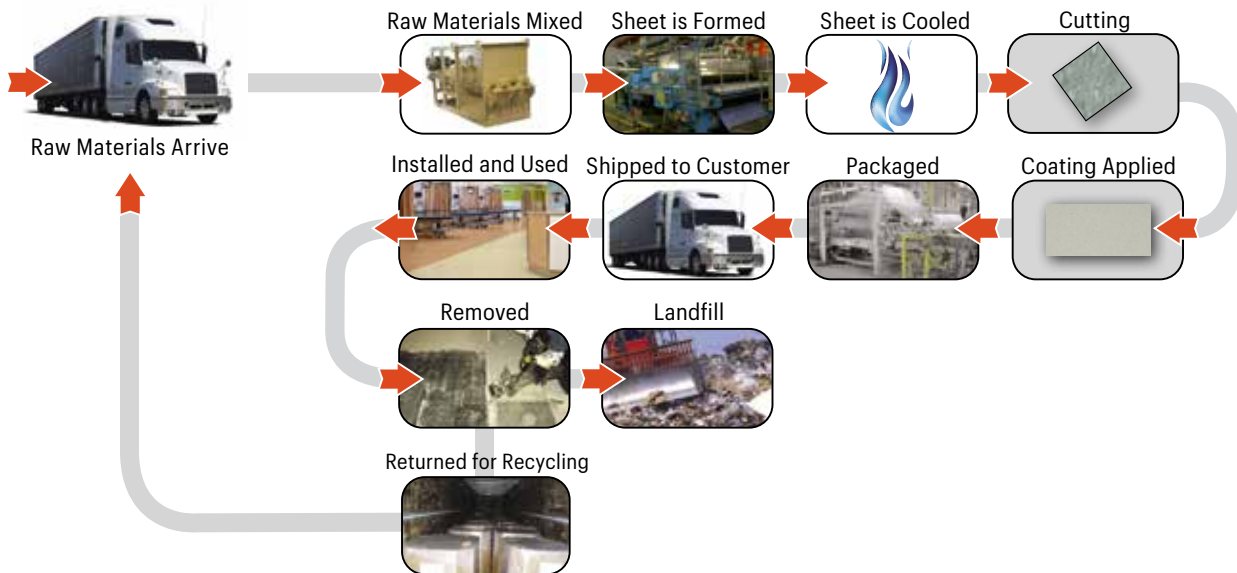 Raw Materials Arrive
Raw Materials Mixed
Sheet is Formed
Sheet is Cooled
Cutting
Coating Applied
Packaged
Shipped to Customer
Installed and Used
Removed
Landfill
Returned for Recycling